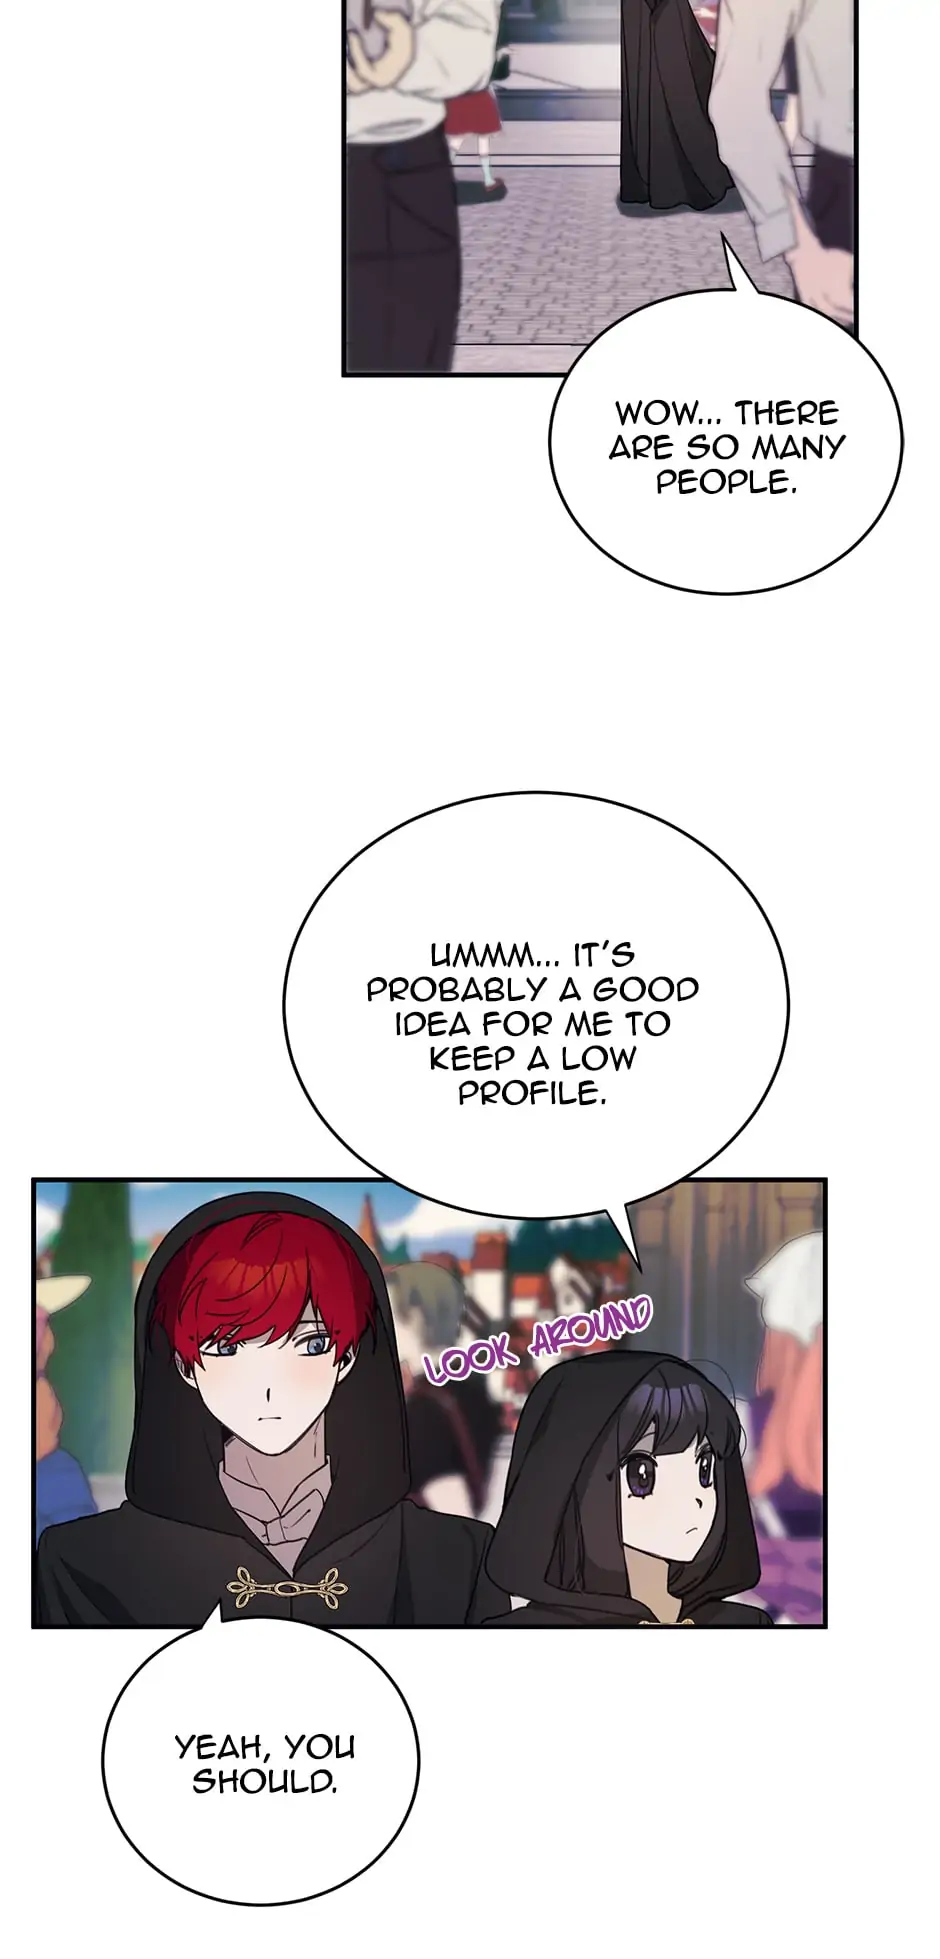 WOW... THERE
ARE SO MANY
PEOPLE.
UMMM... IT'S
PROBABLY A GOOD
IDEA FOR ME TO
KEEP A LOW
PROFILE.
LOOK AROUND
YEAH, YOU
SHOULD.